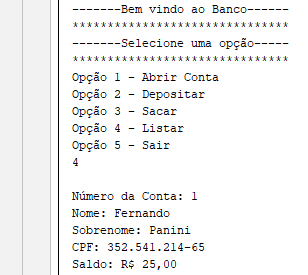 -------Bem vindo ao Banco------
*******************************
-------Selecione uma opção-----
*******************************
Opção 1 - Abrir Conta
Opção 2 - Depositar
Opção 3 - Sacar
Opção 4 - Listar
Opção 5 - Sair
4
Número da Conta: 1
Nome: Fernando
Sobrenome: Panini
CPF: 352.541.214-65
Saldo: R$ 25,00